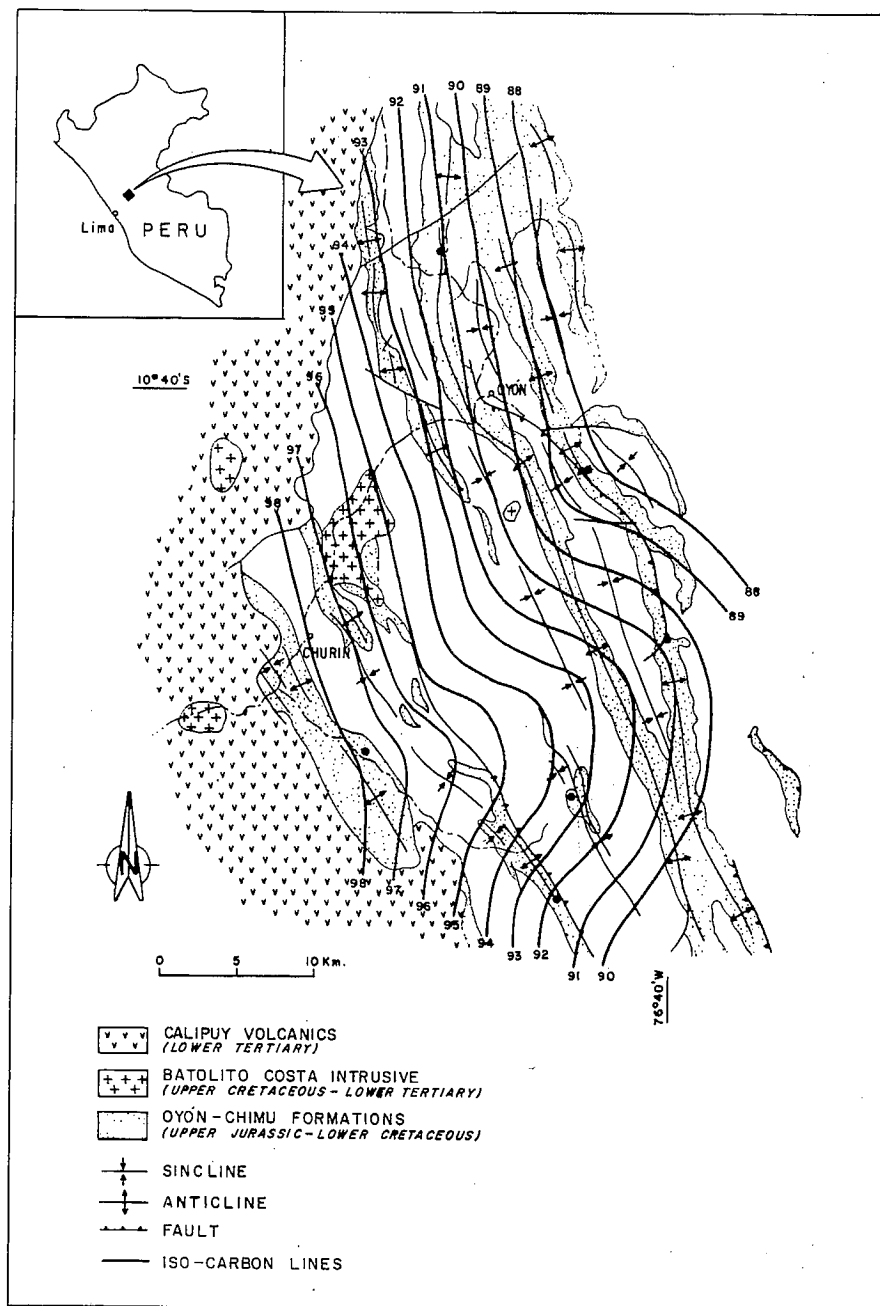 Lima
PERU
91
90
89
88
92
93
94
95
96
97
98
10° 40'S
OYÓN
CHURIN
88
89
N
98
97
96
95
94
93
92
91
90
76° 40'W
0 5 10 Km.
CALIPUY VOLCANICS
(LOWER TERTIARY)
BATOLITO COSTA INTRUSIVE
(UPPER CRETACEOUS-LOWER TERTIARY)
OYÓN-CHIMU FORMATIONS
(UPPER JURASSIC-LOWER CRETACEOUS)
SINCLINE
ANTICLINE
FAULT
ISO-CARBON LINES